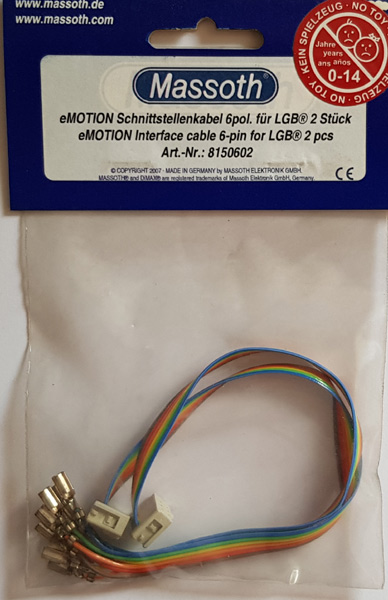 www.massoth.de
www.massoth.com
KEIN SPIELZEUG · NO TOY
Jahre
years
ans años
0-14
Massoth®
eMOTION Schnittstellenkabel 6pol. für LGB® 2 Stück
eMOTION Interface cable 6-pin for LGB® 2 pcs
Art.-Nr.: 8150602
© COPYRIGHT 2007 · MADE IN GERMANY by MASSOTH ELEKTRONIK GMBH.
MASSOTH® and DiMAX® are registered trademarks of Massoth Elektronik GmbH, Germany.
CE